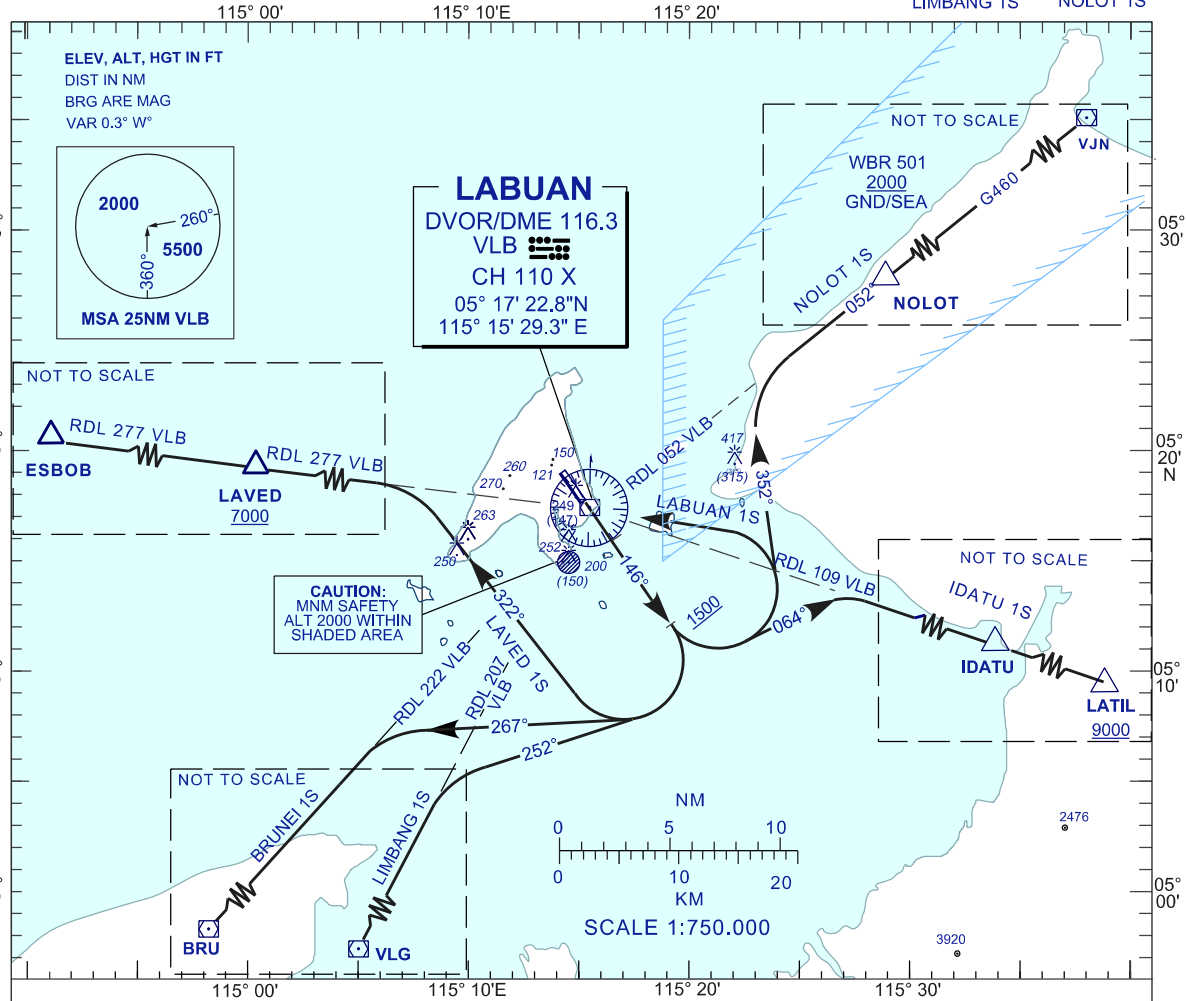 LIMBANG 1S NOLOT 1S
115° 00' 115° 10'E 115° 20'
ELEV, ALT, HGT IN FT
DIST IN NM
BRG ARE MAG
VAR 0.3° W°
2000
260°
5500
360°
MSA 25NM VLB
LABUAN
DVOR/DME 116.3
VLB
CH 110 X
05° 17' 22.8"N
115° 15' 29.3" E
NOT TO SCALE
VJN
WBR 501
2000
GND/SEA
G460
NOLOT 1S
052°
NOLOT
05°
30'
NOT TO SCALE
RDL 277 VLB
ESBOB
RDL 277 VLB
LAVED
7000
150
260
121
270
263
250
249
(147)
252
200
(150)
RDL 052 VLB
417
(315)
352°
05°
20'
N
LABUAN 1S
146°
1500
RDL 109 VLB
064°
NOT TO SCALE
IDATU 1S
IDATU
LATIL
9000
05°
10'
CAUTION:
MNM SAFETY
ALT 2000 WITHIN
SHADED AREA
322°
LAVED 1S
RDL 222 VLB
RDL 207
VLB
267°
252°
NOT TO SCALE
BRUNEI 1S
LIMBANG 1S
BRU
VLG
NM
0 5 10
0 10 20
KM
SCALE 1:750.000
2476
3920
05°
00'
115° 00' 115° 10'E 115° 20' 115° 30'